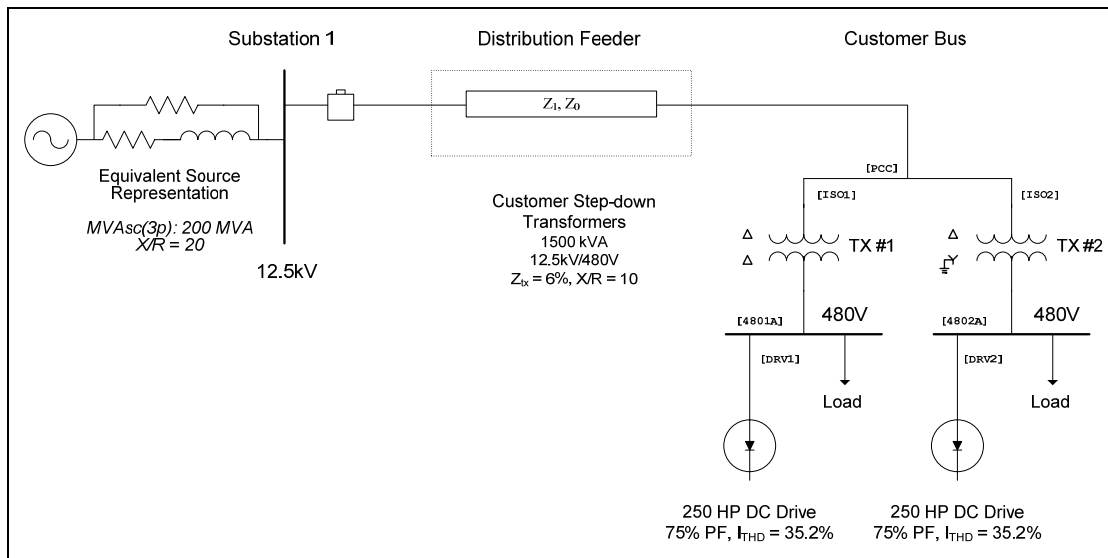 Substation 1
Distribution Feeder
Customer Bus
Z1, Z0
Equivalent Source
Representation
MVAsc(3p): 200 MVA
X/R = 20
12.5kV
Customer Step-down
Transformers
1500 kVA
12.5kV/480V
Ztx = 6%, X/R = 10
[PCC]
[ISO1]
[ISO2]
Δ
Δ
TX #1
Δ
TX #2
[4801A]
480V
[4802A]
480V
[DRV1]
[DRV2]
Load
Load
250 HP DC Drive
75% PF, ITHD = 35.2%
250 HP DC Drive
75% PF, ITHD = 35.2%